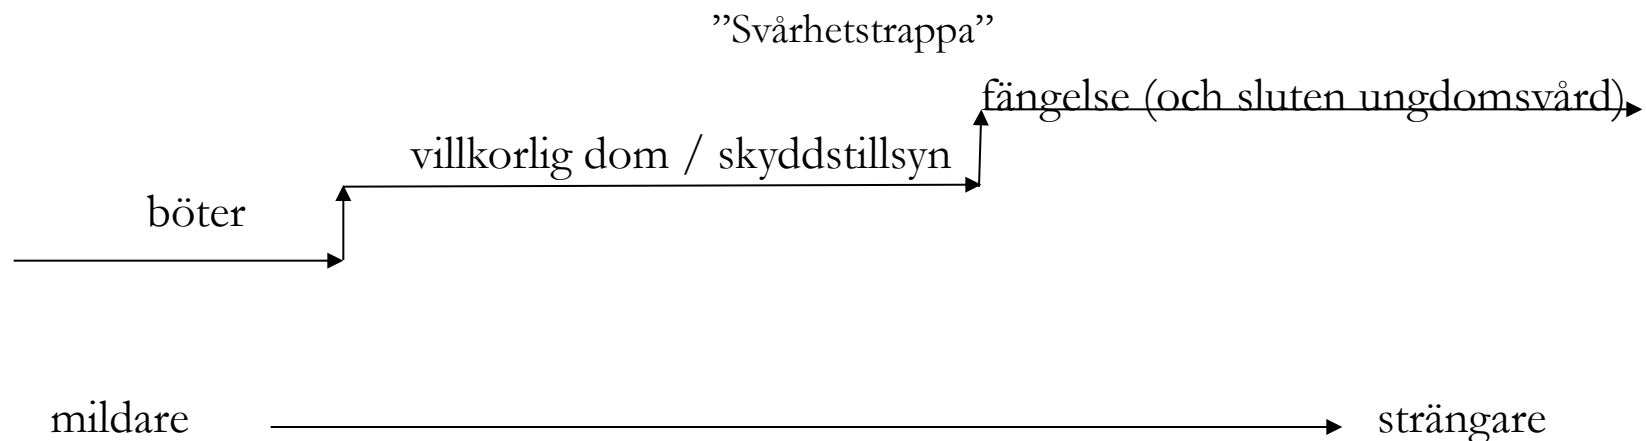 ”Svårhetstrappa”
fängelse (och sluten ungdomsvård)
villkorlig dom / skyddstillsyn
böter
mildare
strängare